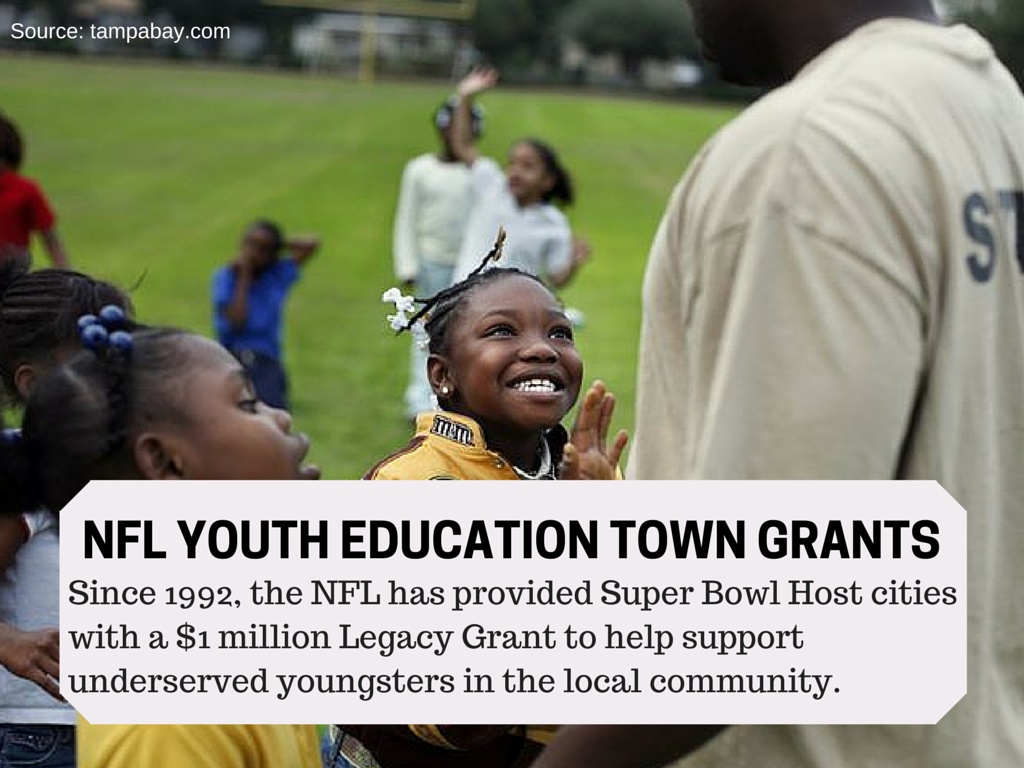 Source: tampabay.com
NFL YOUTH EDUCATION TOWN GRANTS
Since 1992, the NFL has provided Super Bowl Host cities
with a $1 million Legacy Grant to help support
underserved youngsters in the local community.